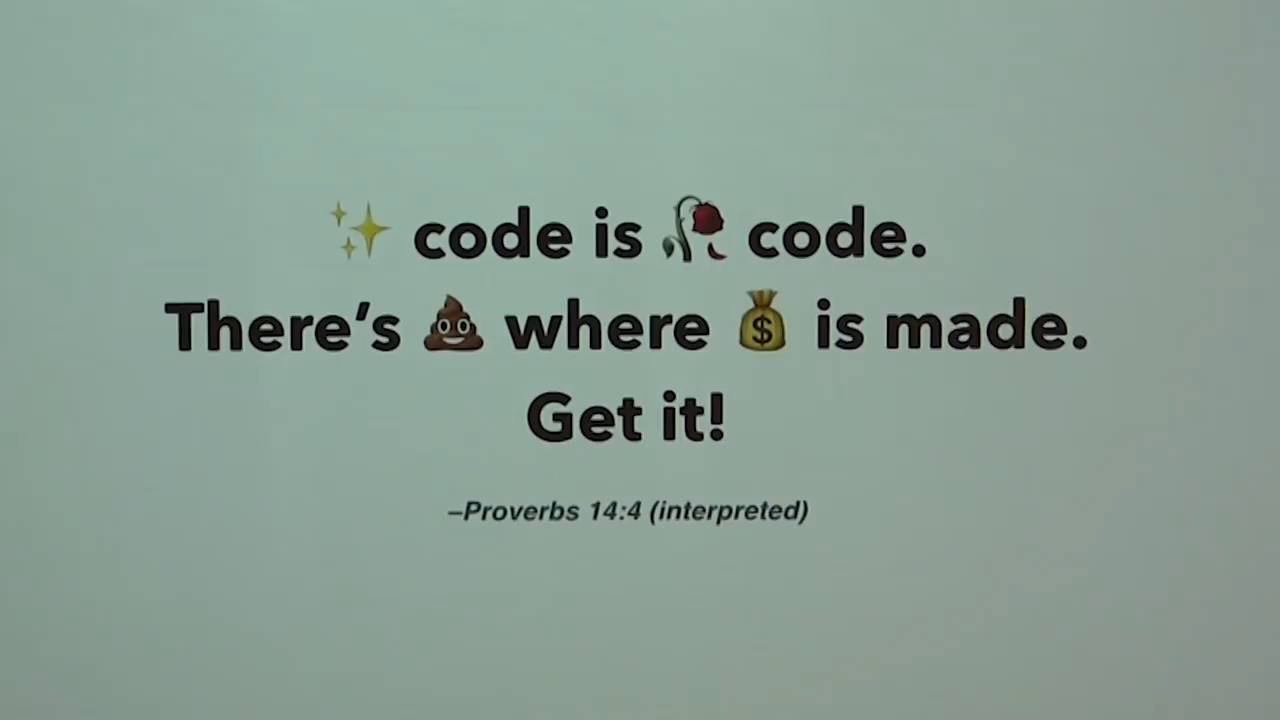 ✨ code is 🥀 code.
There’s 💩 where 💰 is made.
Get it!
–Proverbs 14:4 (interpreted)